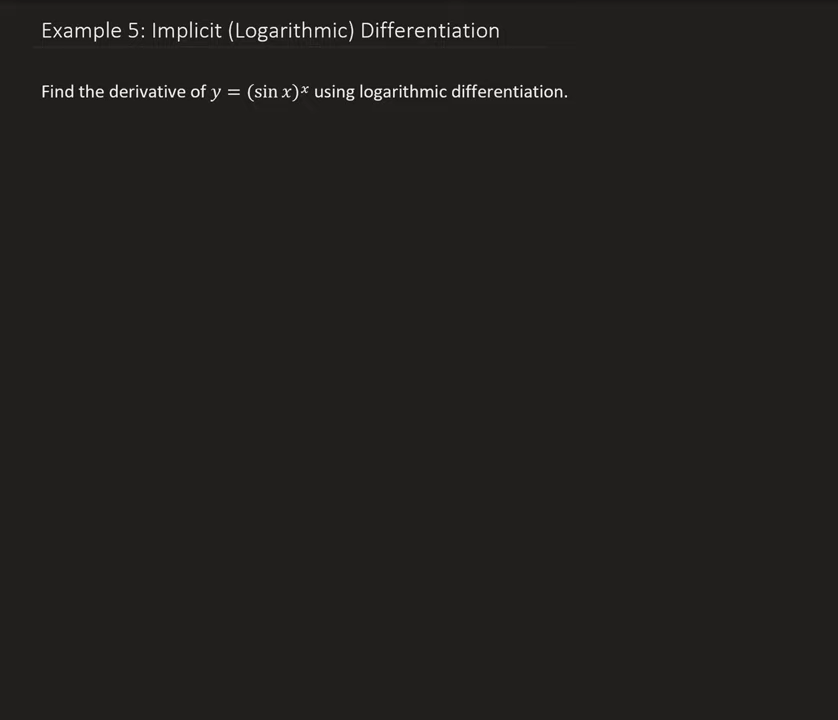 Example 5: Implicit (Logarithmic) Differentiation
Find the derivative of 𝑦 = (sin 𝑥)ˣ using logarithmic differentiation.